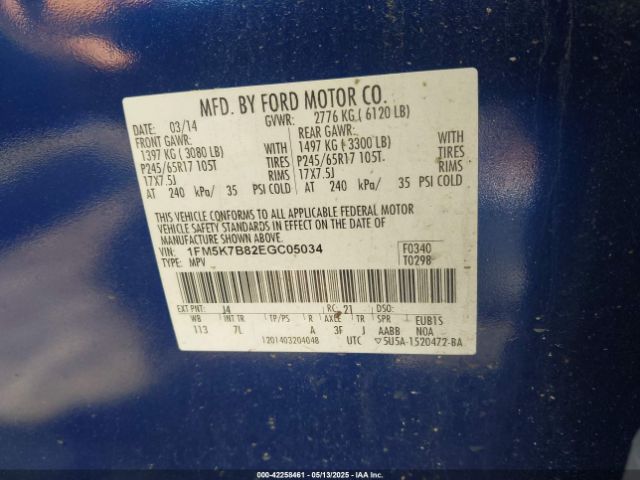 MFD. BY FORD MOTOR CO.
DATE: 03/14 GVWR: 2776 KG.( 6120 LB)
FRONT GAWR: REAR GAWR:
1397 KG ( 3080 LB) WITH 1497 KG ( 3300 LB) WITH
P245/65R17 105T TIRES P245/65R17 105T. TIRES
17X7.5J RIMS 17X7.5J RIMS
AT 240 kPa/ 35 PSI COLD AT 240 kPa/ 35 PSI COLD
THIS VEHICLE CONFORMS TO ALL APPLICABLE FEDERAL MOTOR
VEHICLE SAFETY STANDARDS IN EFFECT ON THE DATE OF
MANUFACTURE SHOWN ABOVE.
VIN: 1FM5K7B82EGC05034 F0340
TYPE: MPV T0298
EXT PNT: J4 RC: 21 DSO:
WB INT TR TP/PS R AXLE TR SPR EUB1S
113 7L A 3F J AABB N0A
1201403204048 UTC ▽5U5A-1520472-BA
000-42258461 - 05/13/2025 - IAA, Inc.